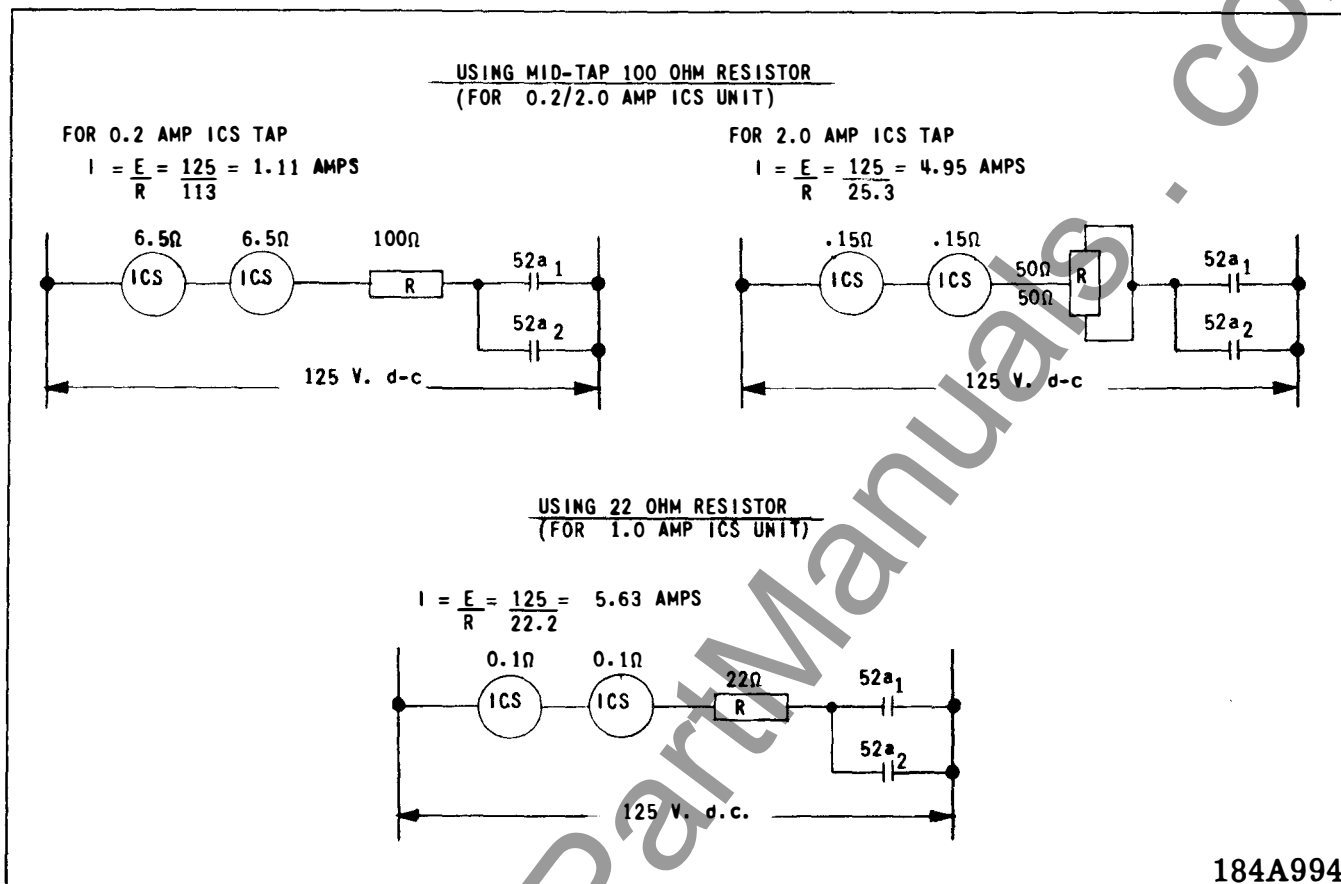 USING MID-TAP 100 OHM RESISTOR
(FOR 0.2/2.0 AMP ICS UNIT)
FOR 0.2 AMP ICS TAP
I = E/R = 125/113 = 1.11 AMPS
6.5Ω 6.5Ω 100Ω
ICS ICS R
52a1
52a2
125 V. d-c
FOR 2.0 AMP ICS TAP
I = E/R = 125/25.3 = 4.95 AMPS
.15Ω .15Ω
ICS ICS
50Ω
50Ω
R
52a1
52a2
125 V. d-c
USING 22 OHM RESISTOR
(FOR 1.0 AMP ICS UNIT)
I = E/R = 125/22.2 = 5.63 AMPS
0.1Ω 0.1Ω 22Ω
ICS ICS R
52a1
52a2
125 V. d.c.
184A994
PartManuals . co